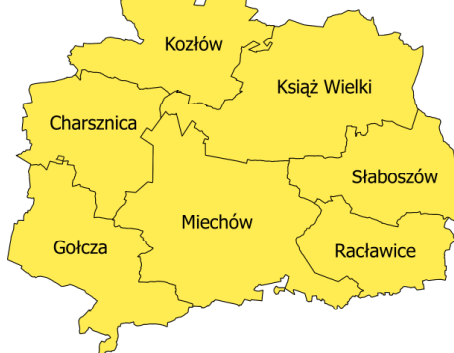 Kozłów
Książ Wielki
Charsznica
Słaboszów
Miechów
Gołcza
Racławice